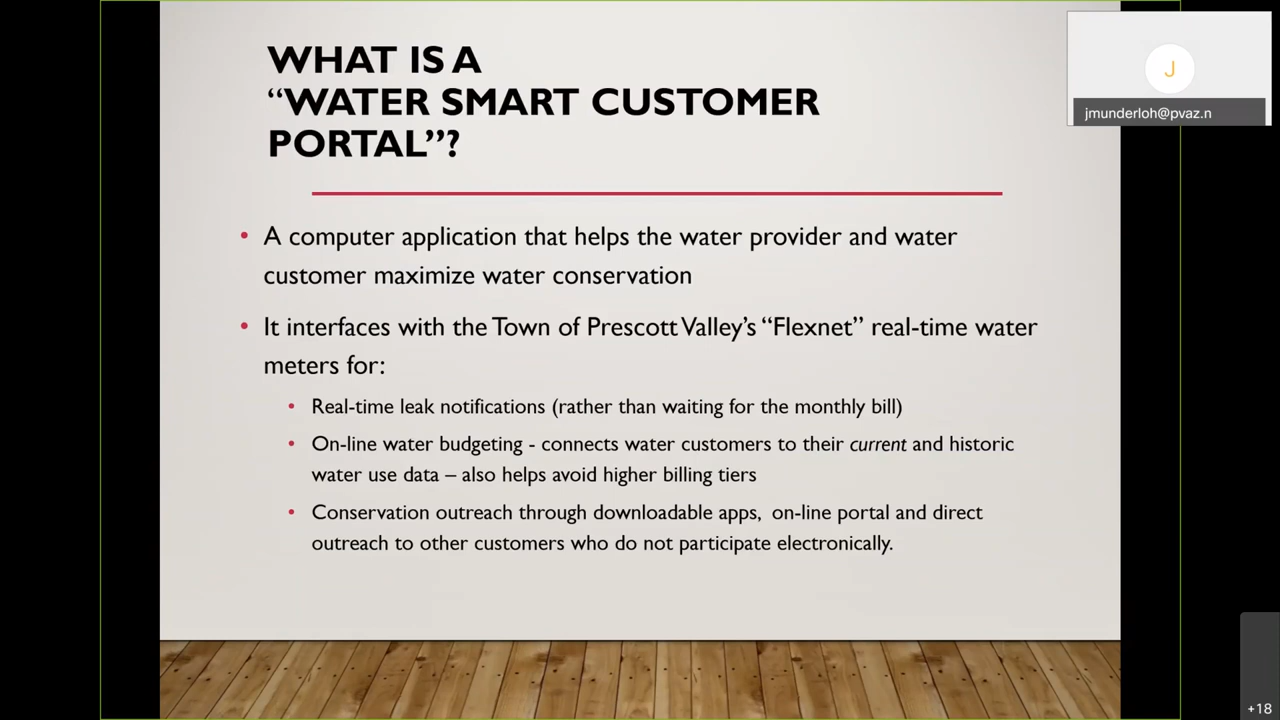 WHAT IS A
“WATER SMART CUSTOMER
PORTAL”?
• A computer application that helps the water provider and water
customer maximize water conservation
• It interfaces with the Town of Prescott Valley’s “Flexnet” real-time water
meters for:
• Real-time leak notifications (rather than waiting for the monthly bill)
• On-line water budgeting - connects water customers to their current and historic
water use data – also helps avoid higher billing tiers
• Conservation outreach through downloadable apps, on-line portal and direct
outreach to other customers who do not participate electronically.
J
jmunderloh@pvaz.n
+18